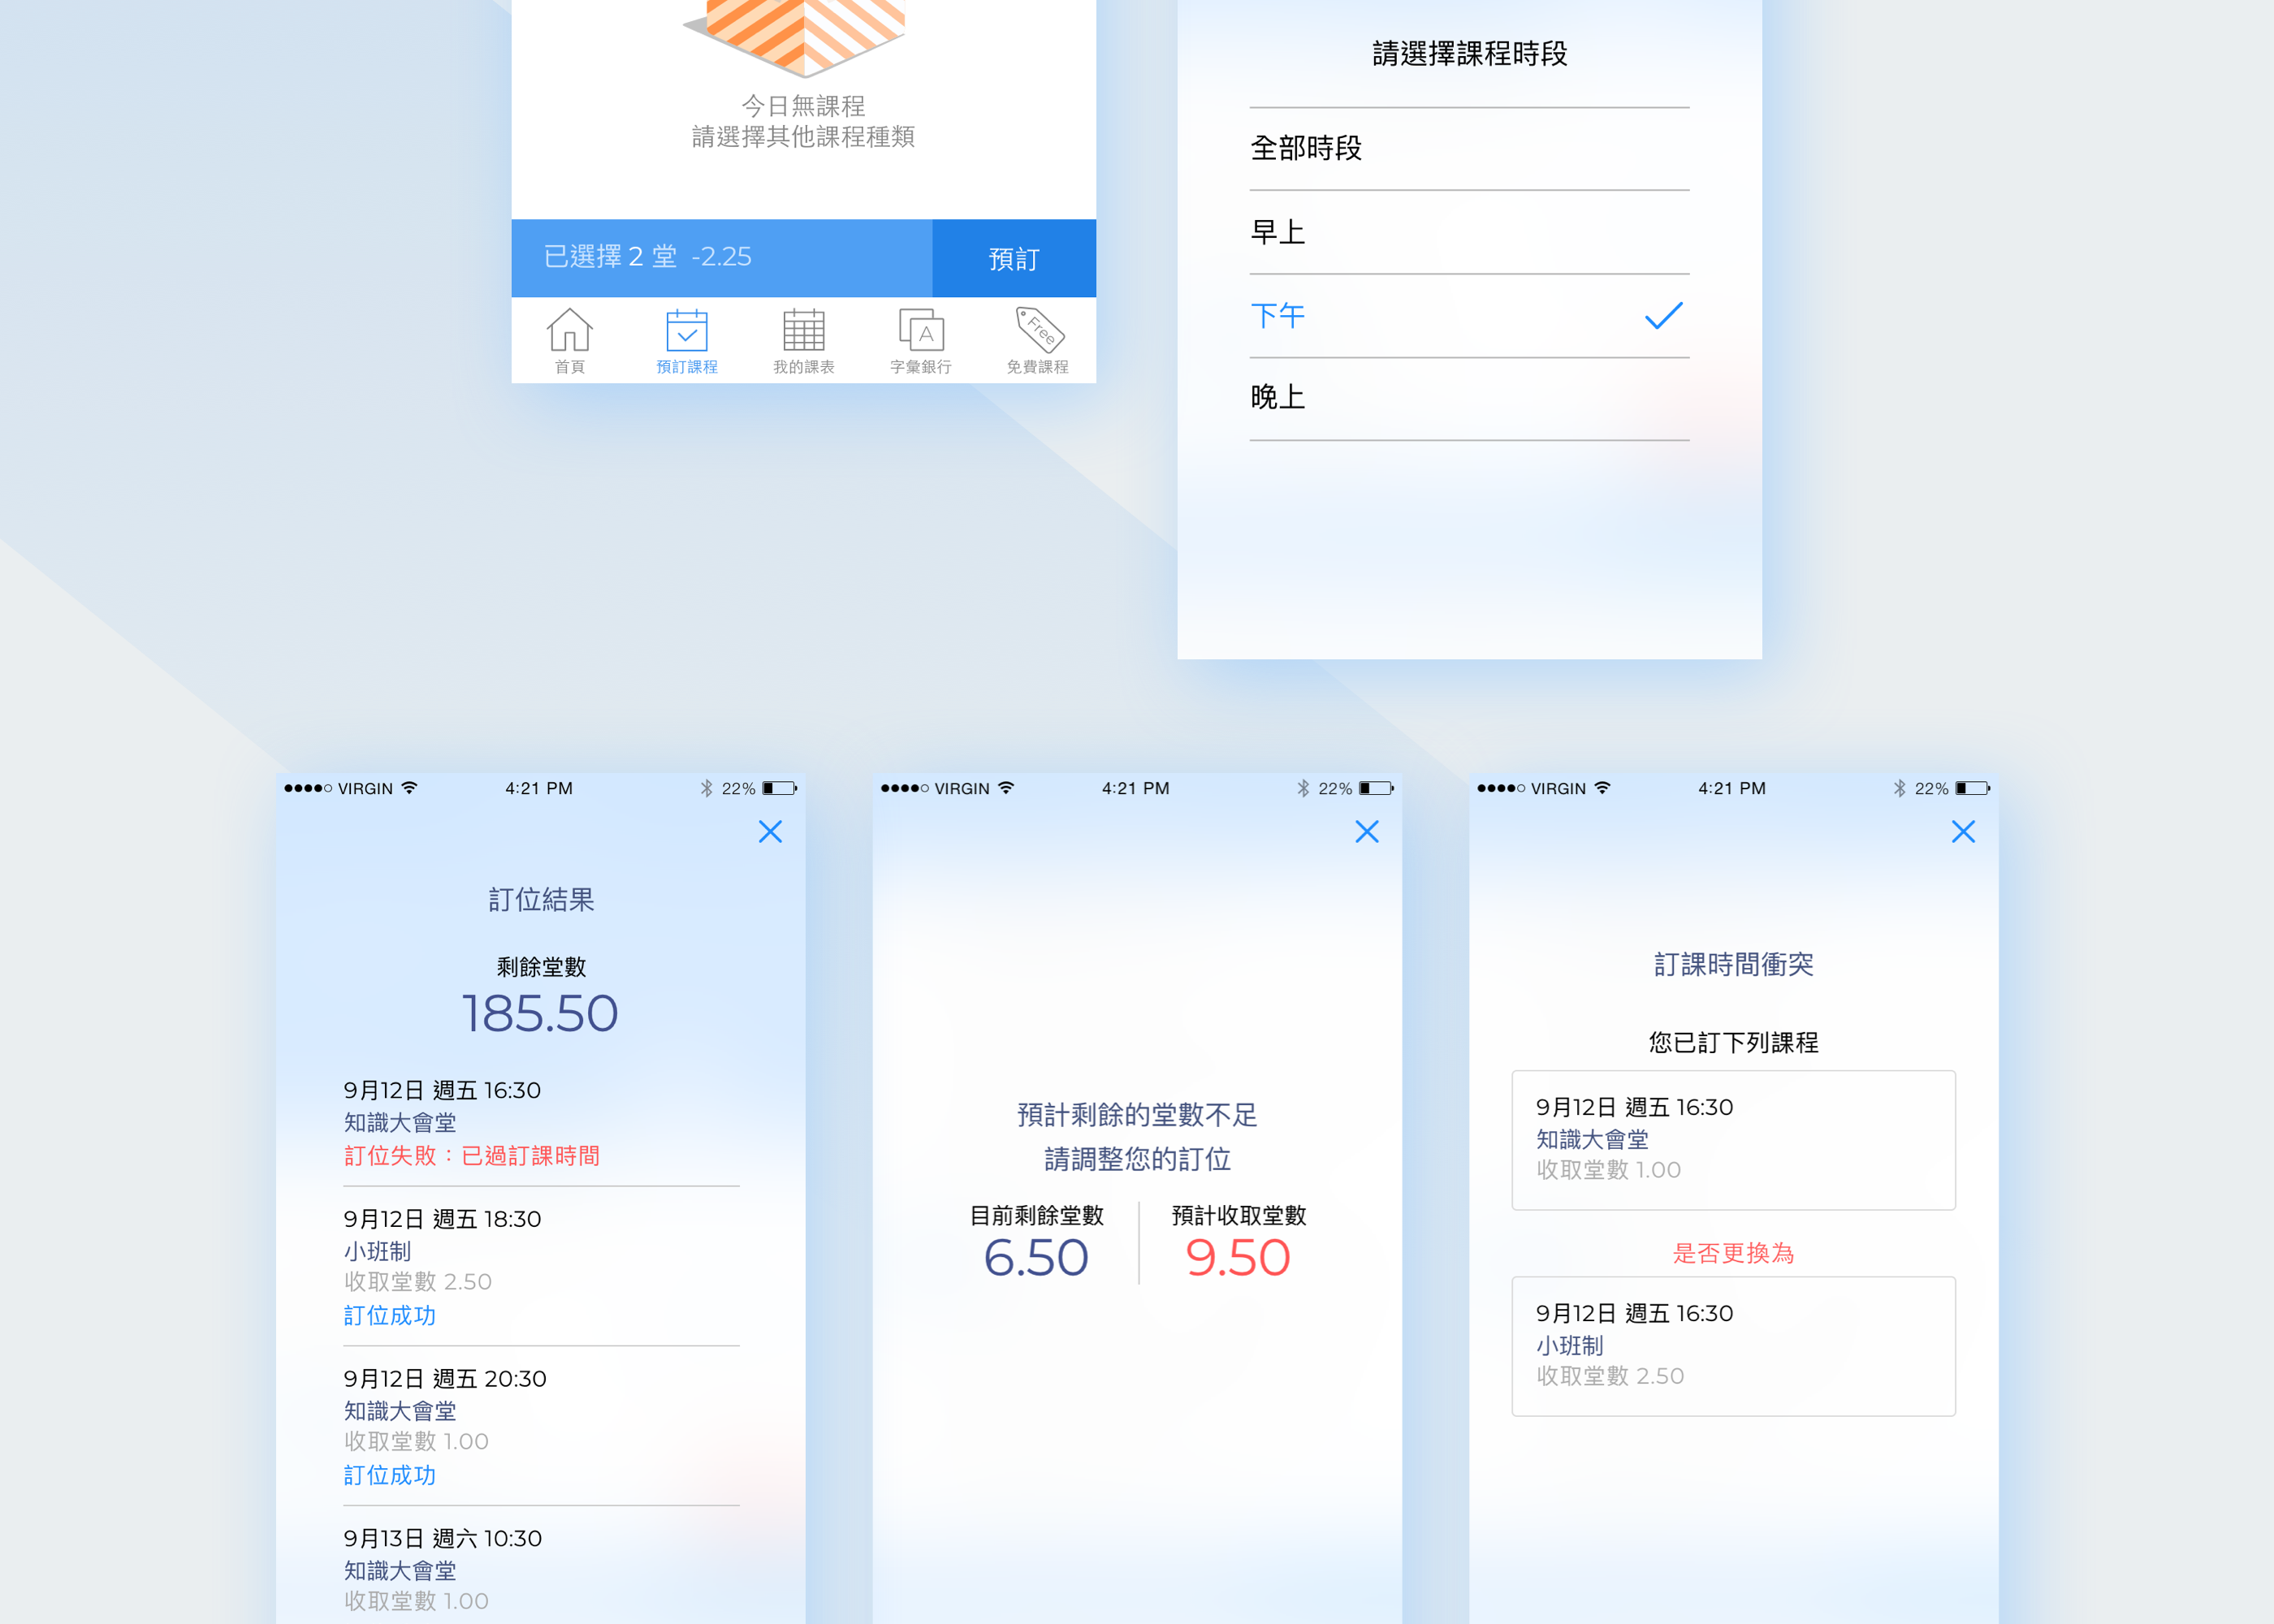 今日無課程
請選擇其他課程種類
已選擇 2 堂 -2.25
預訂
首頁
預訂課程
我的課表
A
字彙銀行
Free
免費課程
請選擇課程時段
全部時段
早上
下午
晚上
VIRGIN 4:21 PM 22%
訂位結果
剩餘堂數
185.50
9月12日 週五 16:30
知識大會堂
訂位失敗：已過訂課時間
9月12日 週五 18:30
小班制
收取堂數 2.50
訂位成功
9月12日 週五 20:30
知識大會堂
收取堂數 1.00
訂位成功
9月13日 週六 10:30
知識大會堂
收取堂數 1.00
VIRGIN 4:21 PM 22%
預計剩餘的堂數不足
請調整您的訂位
目前剩餘堂數
6.50
預計收取堂數
9.50
VIRGIN 4:21 PM 22%
訂課時間衝突
您已訂下列課程
9月12日 週五 16:30
知識大會堂
收取堂數 1.00
是否更換為
9月12日 週五 16:30
小班制
收取堂數 2.50